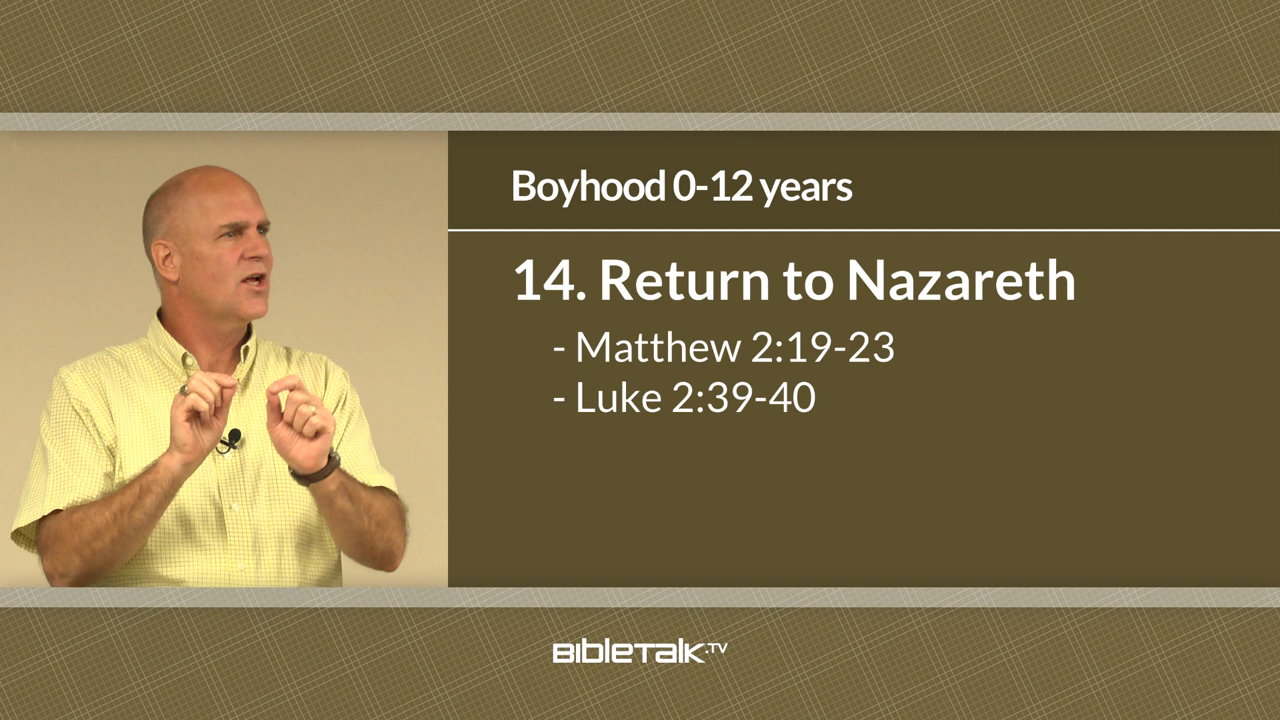 Boyhood 0-12 years
14. Return to Nazareth
- Matthew 2:19-23
- Luke 2:39-40
BIBLETALK.TV